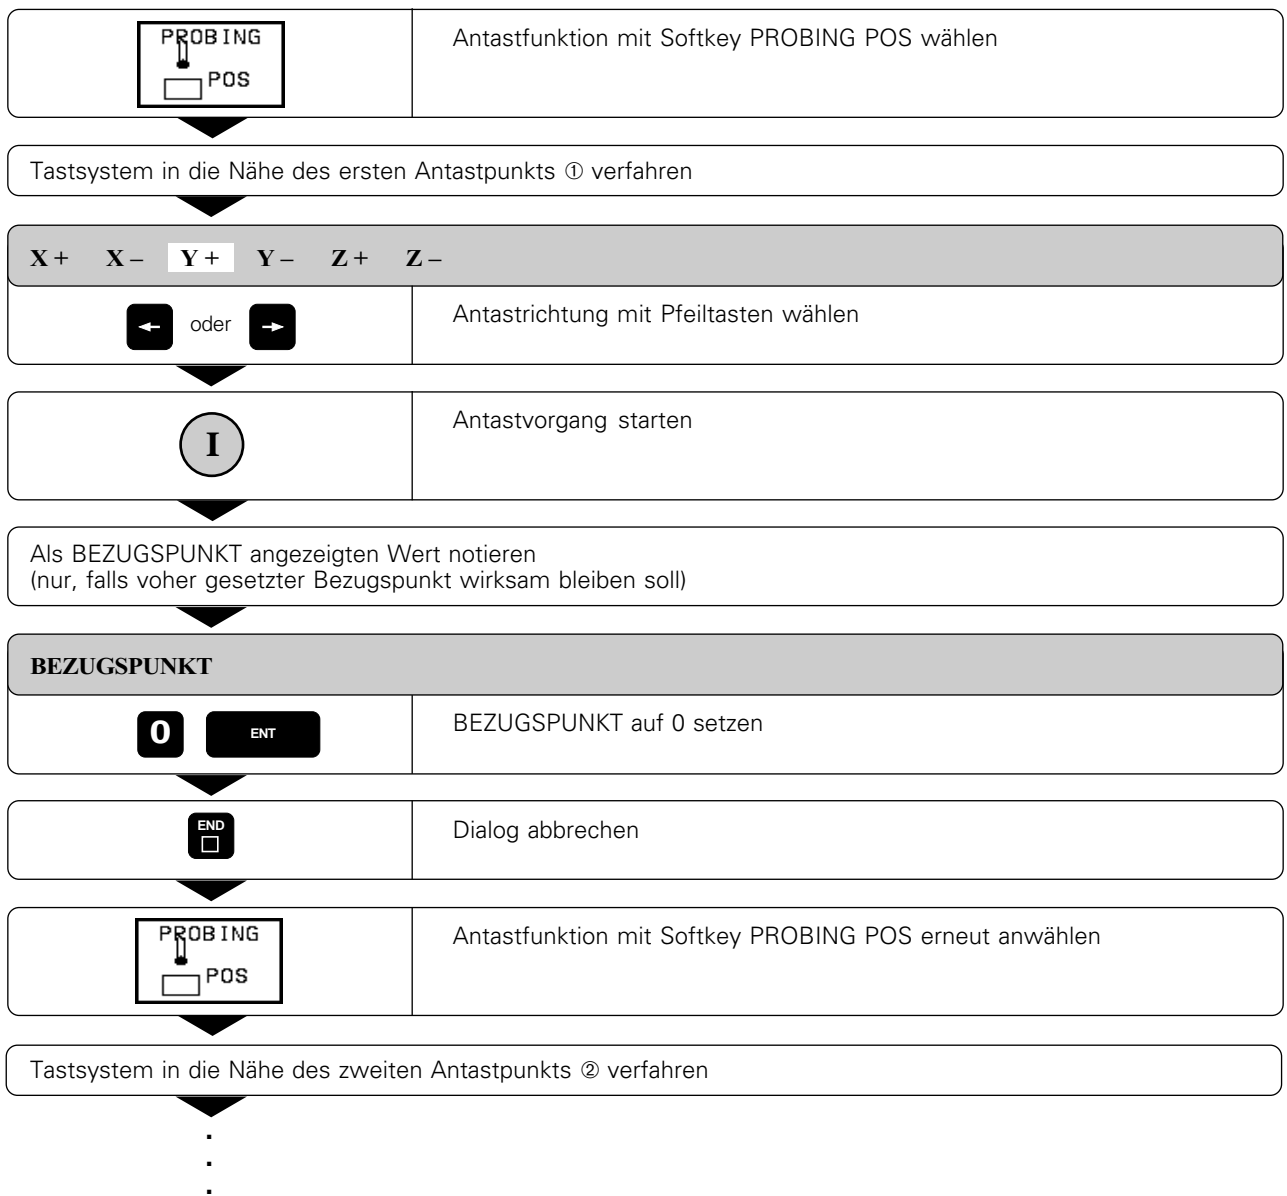 PROBING
POS
Antastfunktion mit Softkey PROBING POS wählen
Tastsystem in die Nähe des ersten Antastpunkts ① verfahren
X + X – Y + Y – Z + Z –
oder
Antastrichtung mit Pfeiltasten wählen
I
Antastvorgang starten
Als BEZUGSPUNKT angezeigten Wert notieren
(nur, falls voher gesetzter Bezugspunkt wirksam bleiben soll)
BEZUGSPUNKT
0 ENT
BEZUGSPUNKT auf 0 setzen
END
Dialog abbrechen
PROBING
POS
Antastfunktion mit Softkey PROBING POS erneut anwählen
Tastsystem in die Nähe des zweiten Antastpunkts ② verfahren
.
.
.